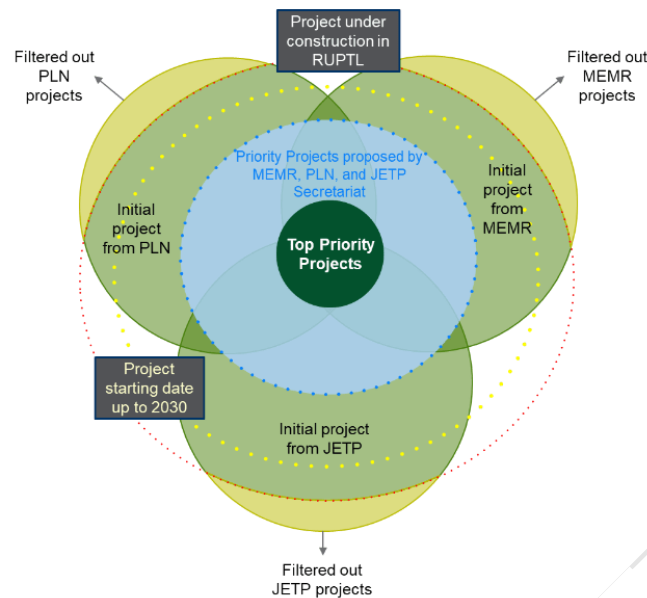 Project under
construction in
RUPTL
Filtered out
PLN
projects
Filtered out
MEMR
projects
Priority Projects proposed by
MEMR, PLN, and JETP
Secretariat
Initial
project
from PLN
Initial
project
from
MEMR
Top Priority
Projects
Project
starting date
up to 2030
Initial project
from JETP
Filtered out
JETP projects